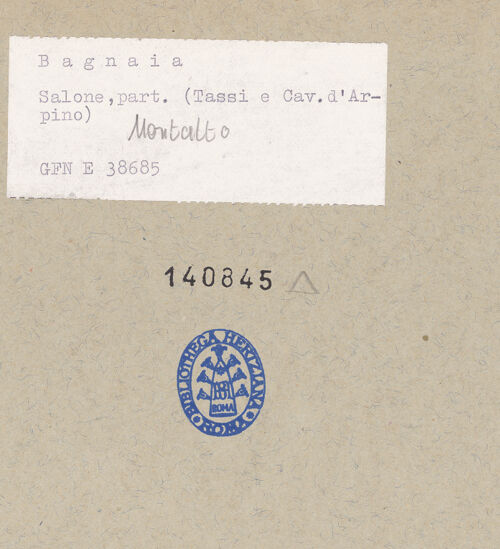 B a g n a i a
Salone,part. (Tassi e Cav.d'Ar-
pino)
Montalto
GFN E 38685
140845
BIBLIOTHECA HERTZIANA
ROMA